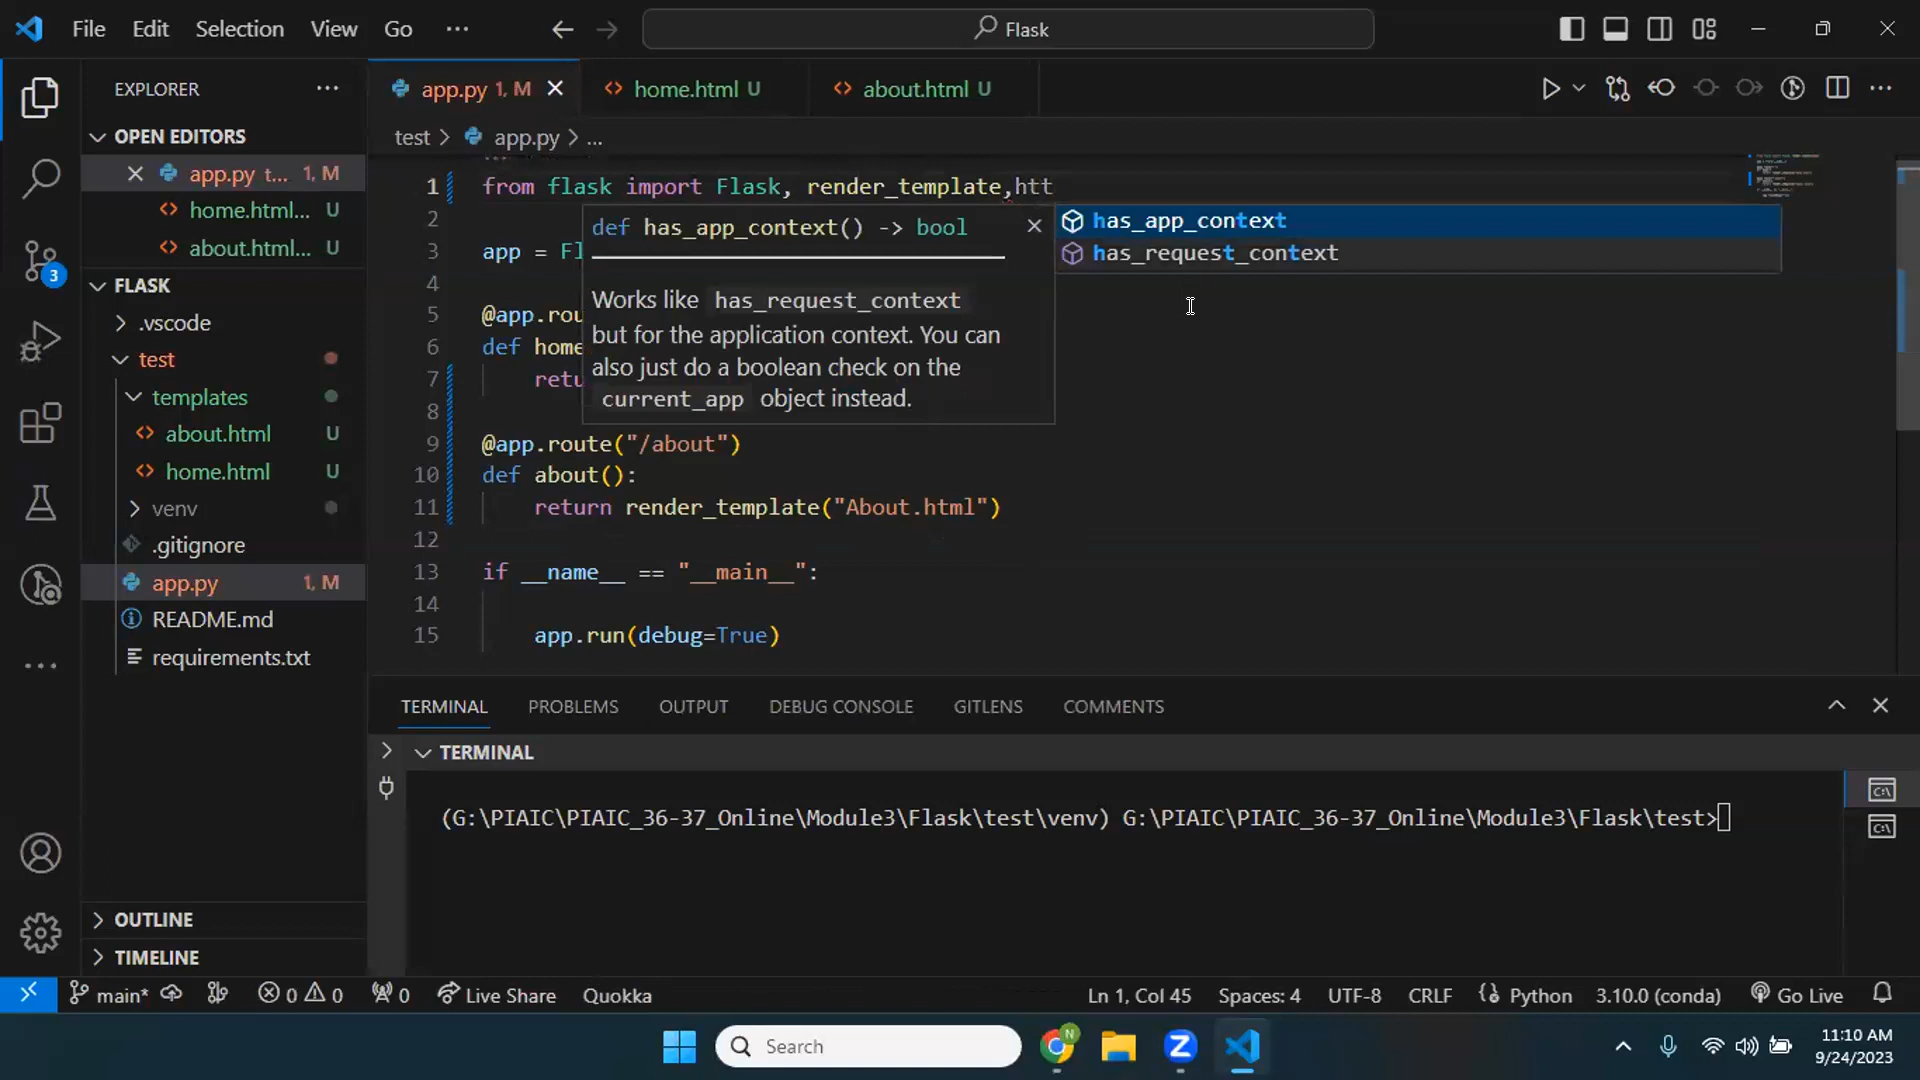 File Edit Selection View Go ... Flask
EXPLORER ...
app.py 1, M
home.html U
about.html U
OPEN EDITORS
test > app.py > ...
app.py t... 1, M
home.html... U
about.html... U
FLASK
.vscode
test
templates
about.html U
home.html U
venv
.gitignore
app.py 1, M
README.md
requirements.txt
OUTLINE
TIMELINE
1 from flask import Flask, render_template,htt
2
3 app = Fl
4
5 @app.rou
6 def home
7 retu
8
9 @app.route("/about")
10 def about():
11 return render_template("About.html")
12
13 if __name__ == "__main__":
14
15 app.run(debug=True)
def has_app_context() -> bool
Works like has_request_context
but for the application context. You can
also just do a boolean check on the
current_app object instead.
has_app_context
has_request_context
TERMINAL PROBLEMS OUTPUT DEBUG CONSOLE GITLENS COMMENTS
TERMINAL
(G:\PIAIC\PIAIC_36-37_Online\Module3\Flask\test\venv) G:\PIAIC\PIAIC_36-37_Online\Module3\Flask\test>
3
main* 0 0 0 Live Share Quokka Ln 1, Col 45 Spaces: 4 UTF-8 CRLF Python 3.10.0 (conda) Go Live
Search
N
11:10 AM
9/24/2023